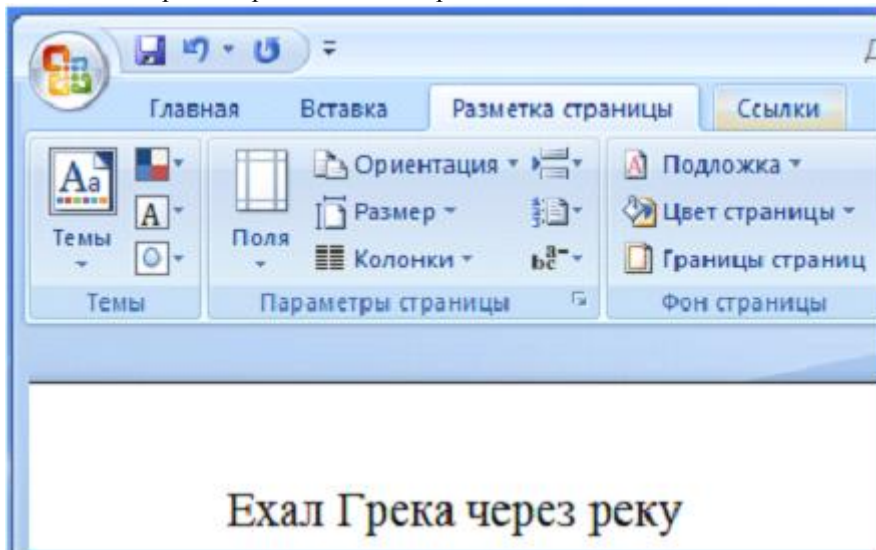 Д
Главная Вставка Разметка страницы Ссылки
Aa Ориентация Подложка
A Размер Цвет страницы
Темы Поля Колонки Границы страниц
Темы Параметры страницы Фон страницы
Ехал Грека через реку